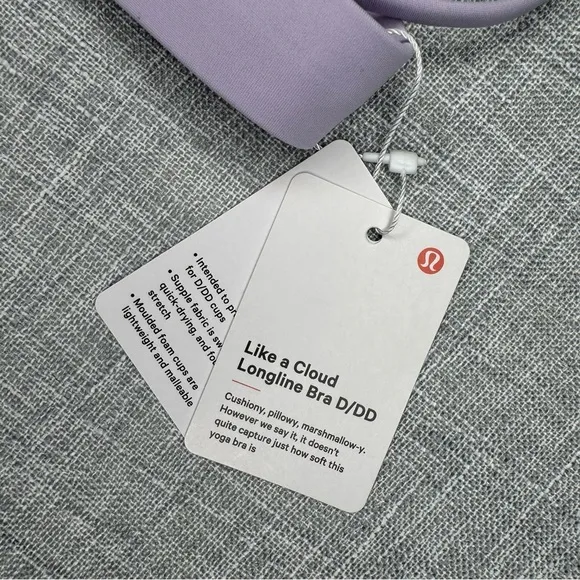 Like a Cloud
Longline Bra D/DD
Cushiony, pillowy, marshmallow-y.
However we say it, it doesn't
quite capture just how soft this
yoga bra is
• Intended to
for D/DD cups
• Supple fabric is
quick-drying, and
stretch
• Moulded foam cups are
lightweight and malleable